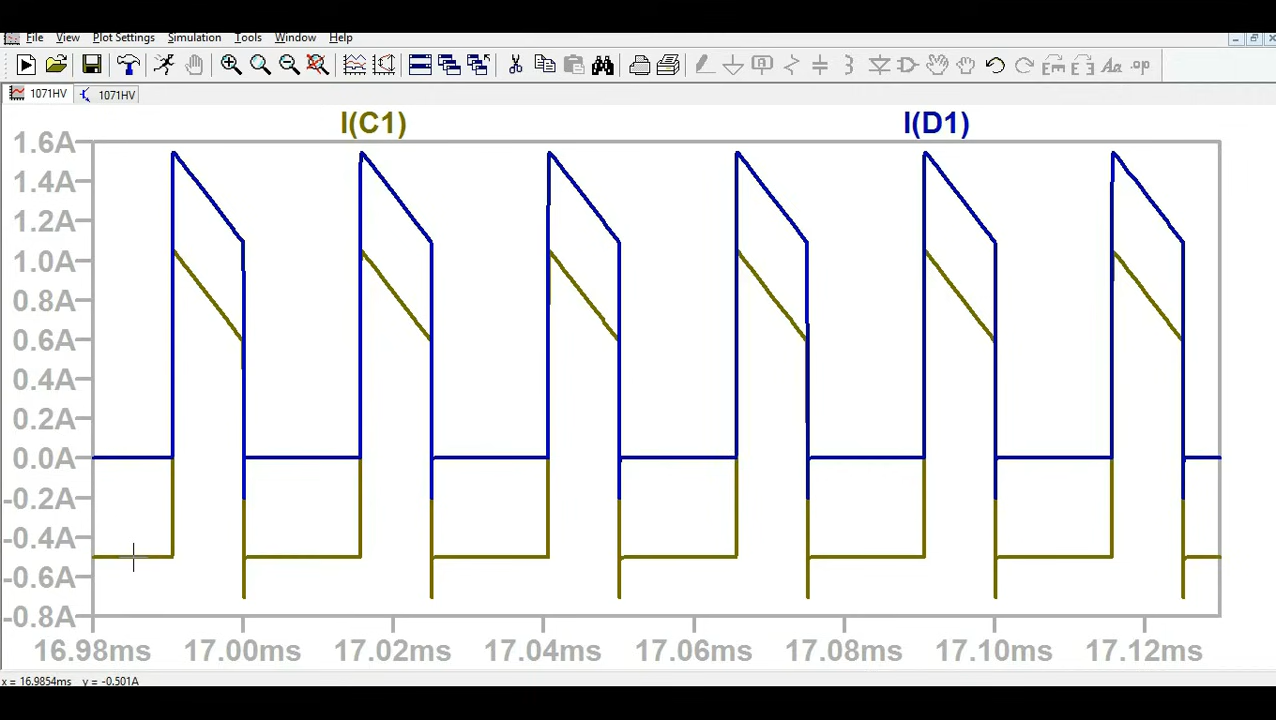 File View Plot Settings Simulation Tools Window Help
Aa .op
1071HV 1071HV
I(C1) I(D1)
1.6A
1.4A
1.2A
1.0A
0.8A
0.6A
0.4A
0.2A
0.0A
-0.2A
-0.4A
-0.6A
-0.8A
16.98ms 17.00ms 17.02ms 17.04ms 17.06ms 17.08ms 17.10ms 17.12ms
x = 16.9854ms y = -0.501A